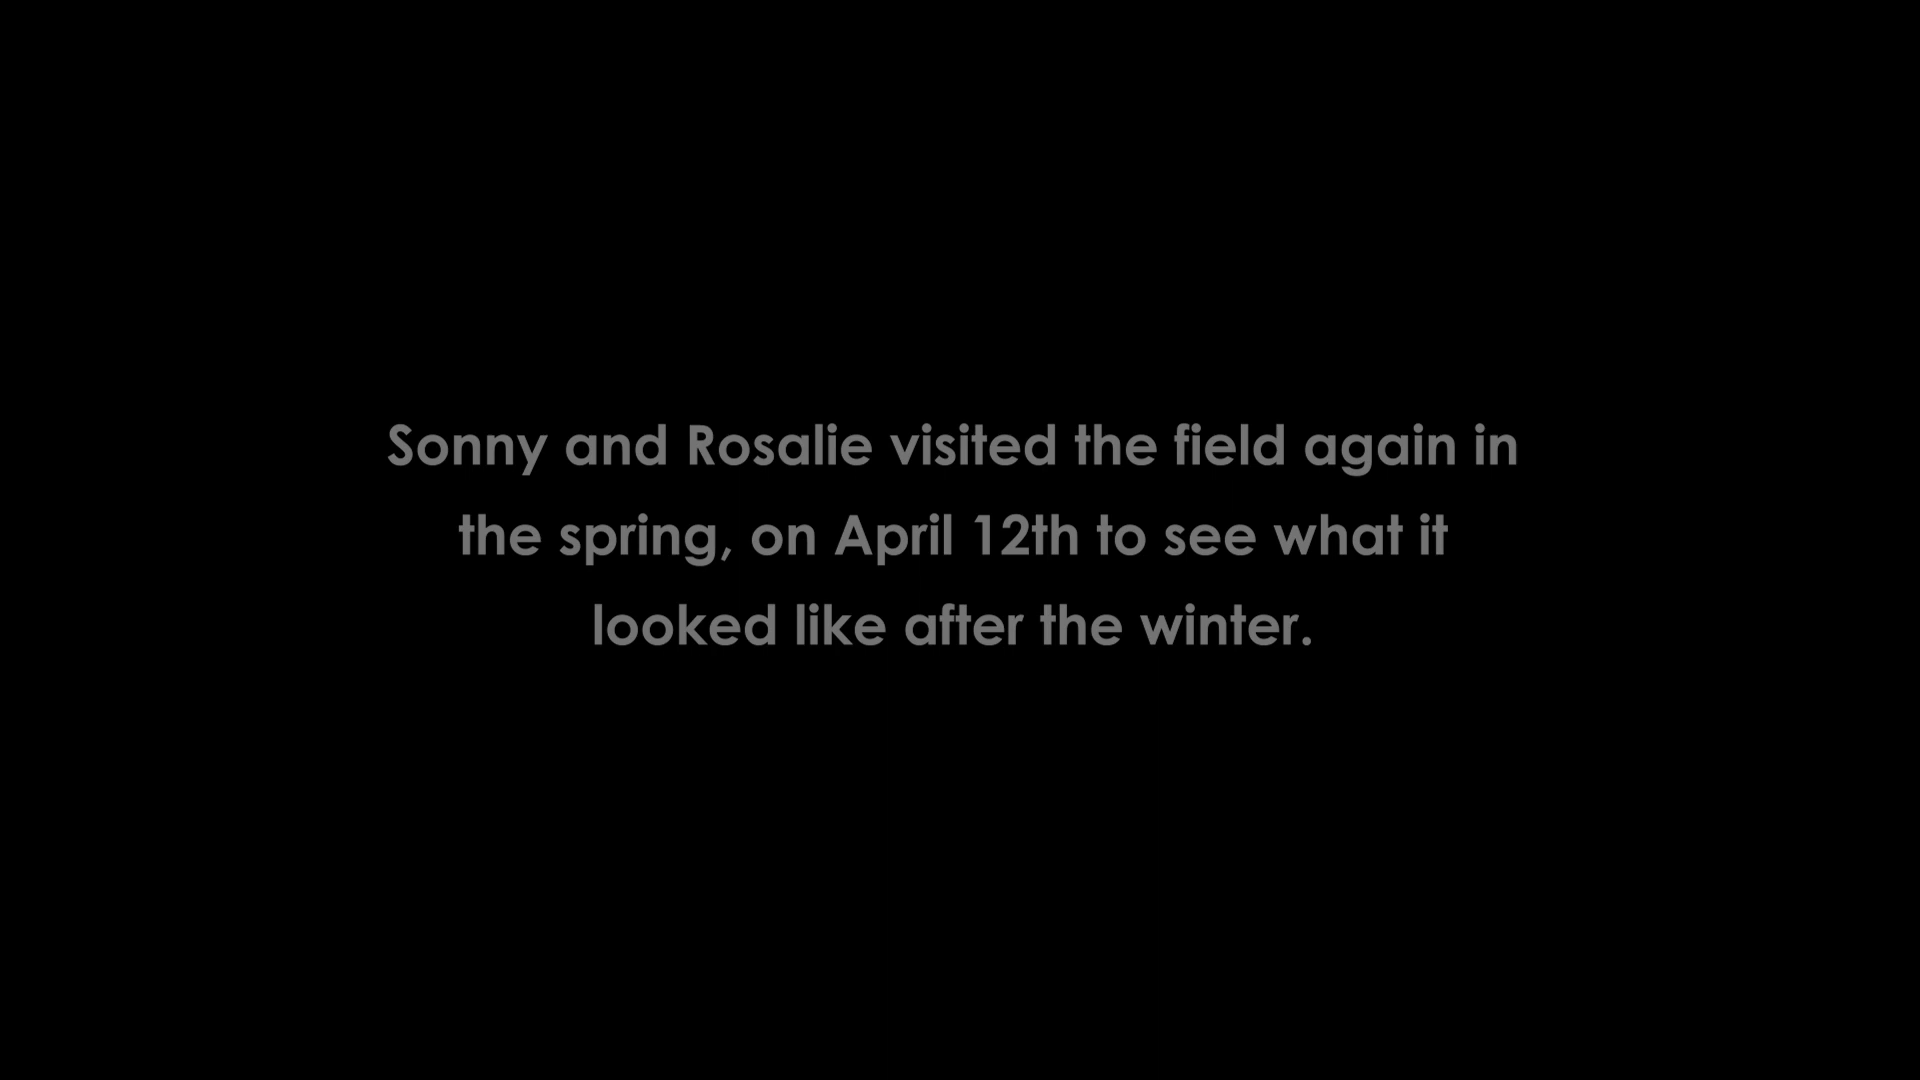 Sonny and Rosalie visited the field again in
the spring, on April 12th to see what it
looked like after the winter.